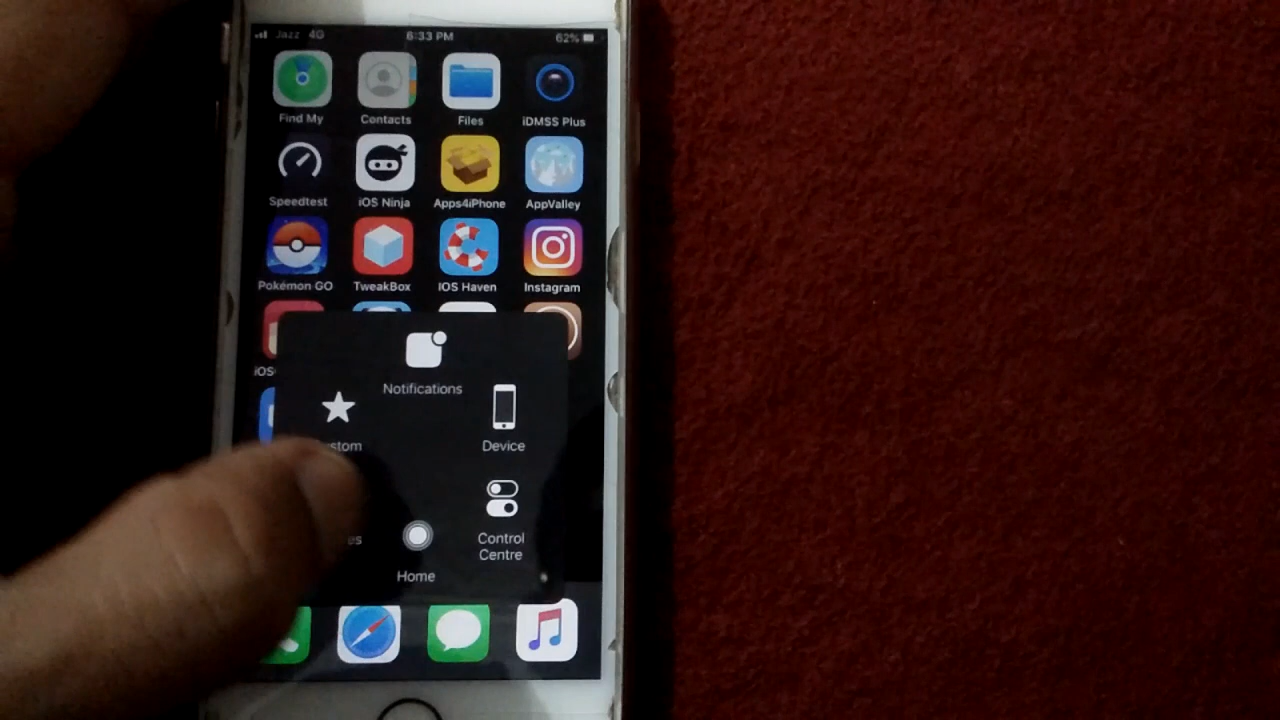 Jazz 4G 6:33 PM 62%
Find My Contacts Files iDMSS Plus
Speedtest iOS Ninja Apps4iPhone AppValley
Pokémon GO TweakBox IOS Haven Instagram
Notifications
Device
Control
Centre
Home